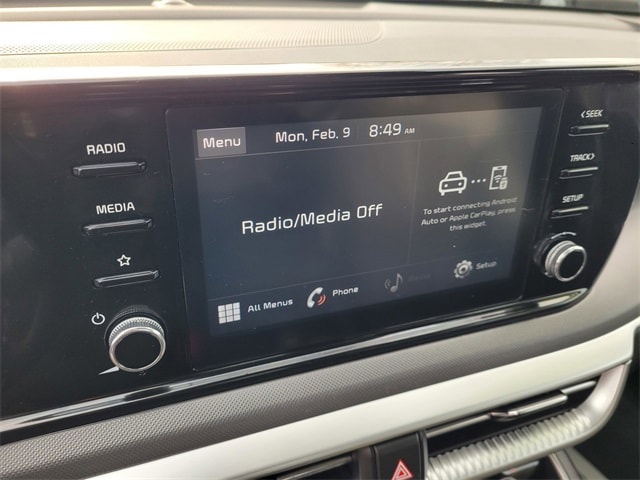 RADIO
MEDIA
Menu
Mon, Feb, 9 8:49 AM
Radio/Media Off
To start connecting Android
Auto or Apple CarPlay, press
this widget.
All Menus
Phone
Setup
< SEEK
TRACK >
SETUP